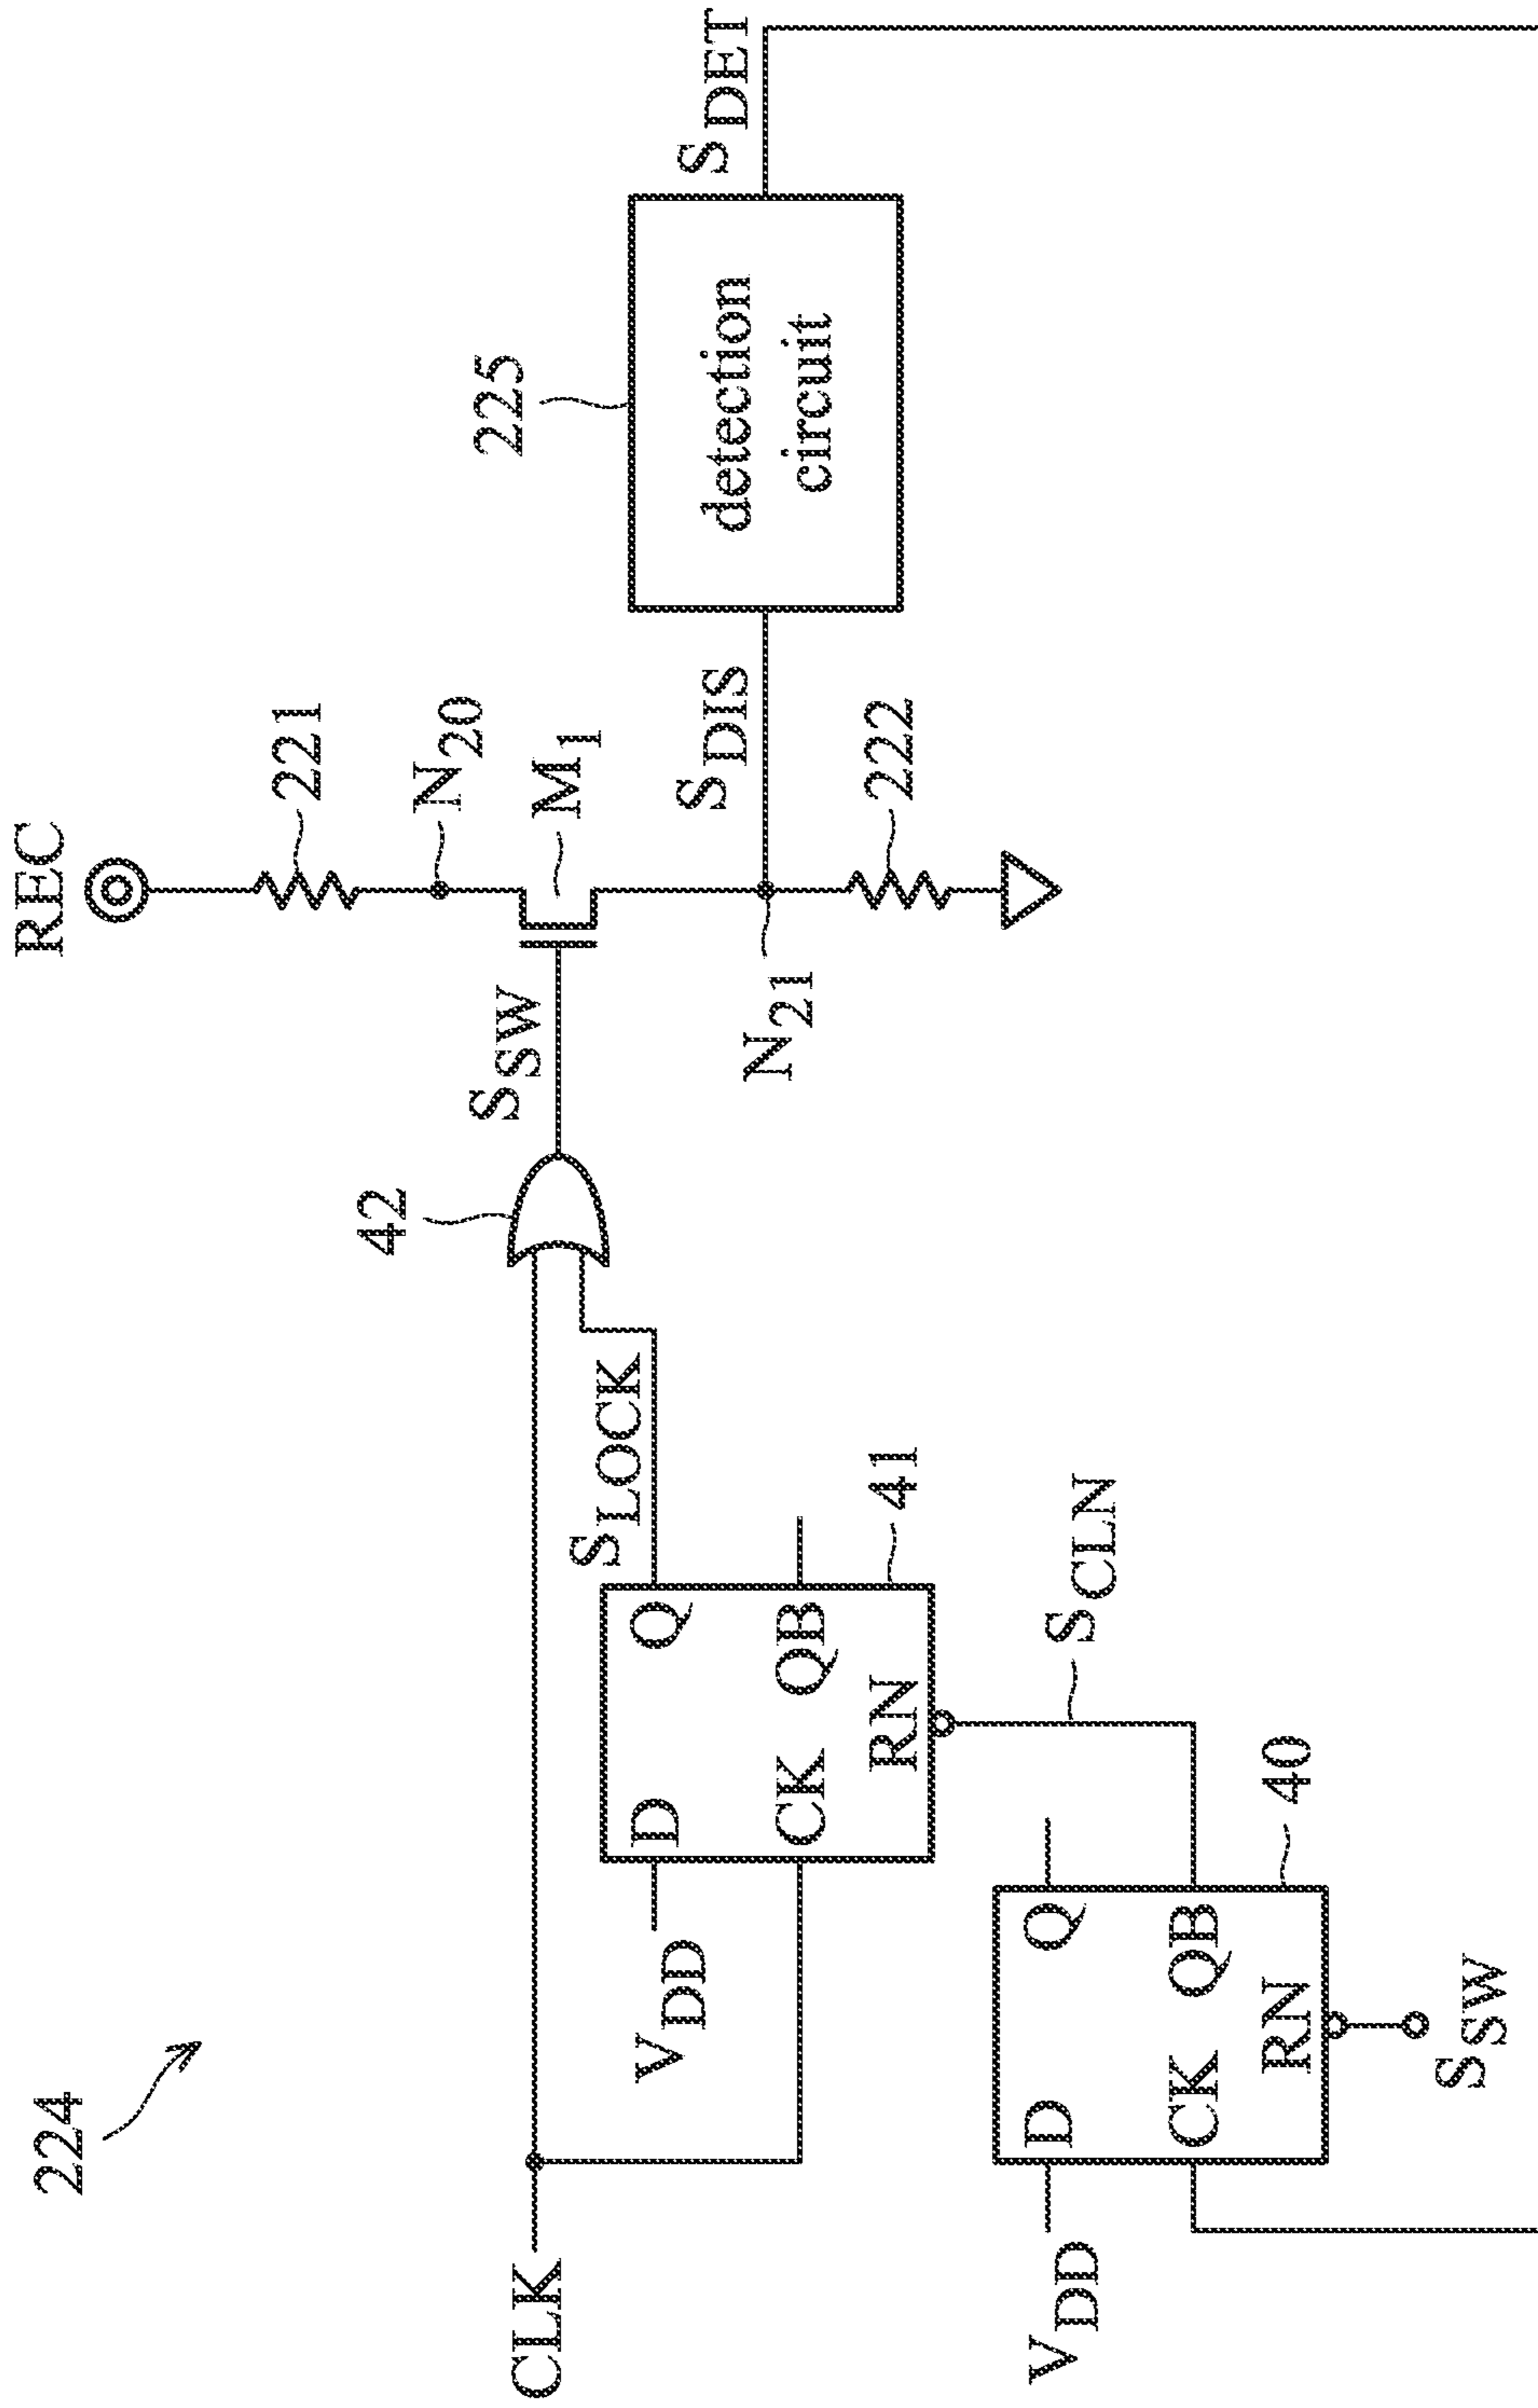 224
REC
221
N20
M1
42
SSW
225
SDET
detection
circuit
SDIS
N21
222
CLK
SLOCK
VDD
D
Q
CK
QB
RN
41
SCLN
VDD
D
Q
CK
QB
RN
40
SSW